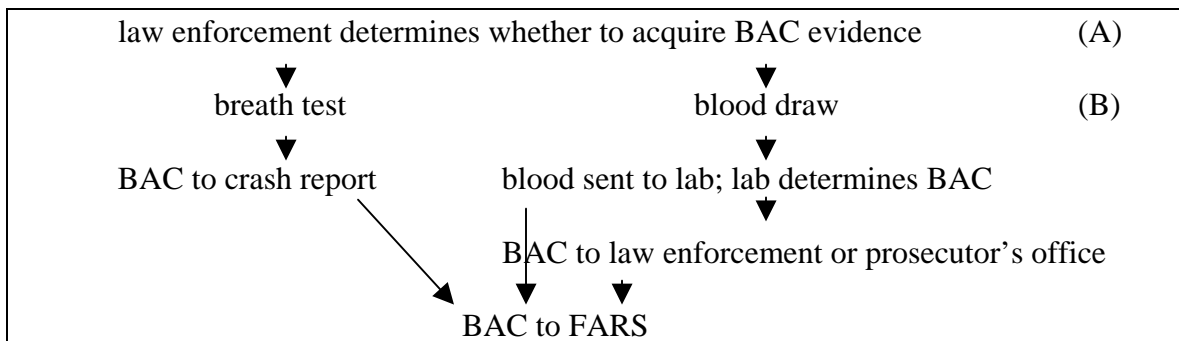 law enforcement determines whether to acquire BAC evidence (A)
breath test blood draw (B)
BAC to crash report blood sent to lab; lab determines BAC
BAC to law enforcement or prosecutor’s office
BAC to FARS